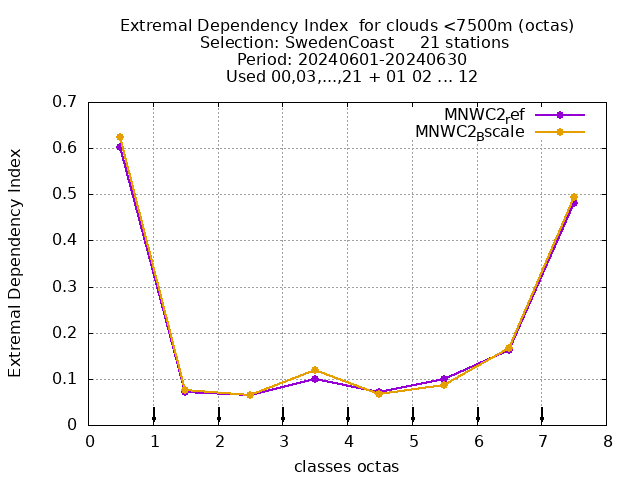 Extremal Dependency Index  for clouds <7500m (octas)
Selection: SwedenCoast     21 stations
Period: 20240601-20240630
Used 00,03,...,21 + 01 02 ... 12
MNWC2ref
MNWC2Bscale
Extremal Dependency Index
0.7
0.6
0.5
0.4
0.3
0.2
0.1
0
0 1 2 3 4 5 6 7 8
classes octas